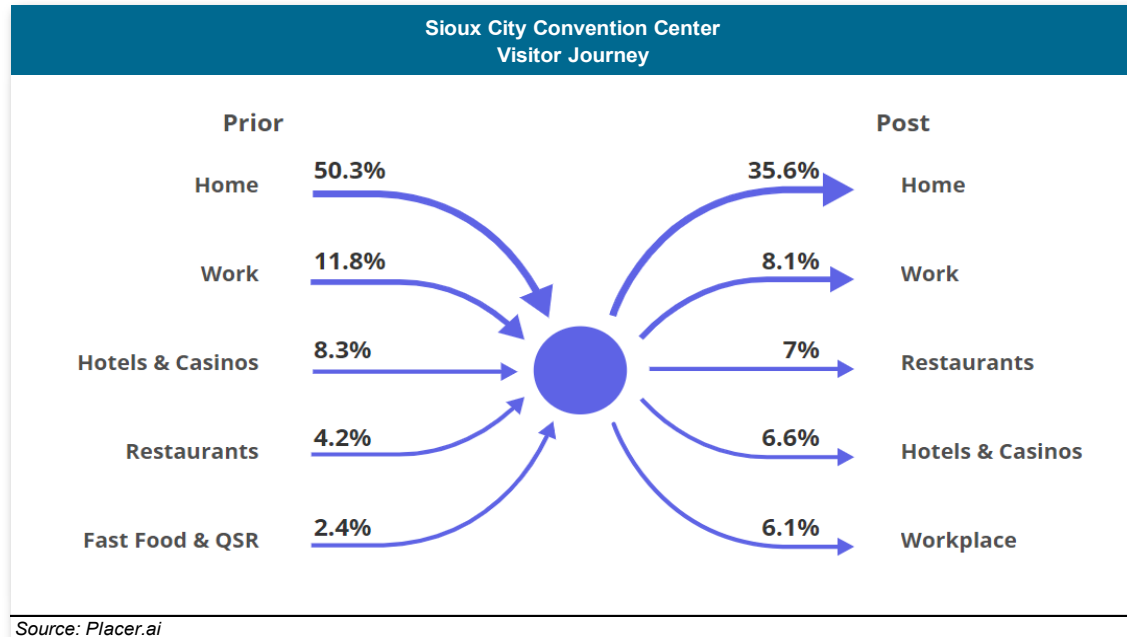 Sioux City Convention Center
Visitor Journey
Prior
Post
Home
50.3%
35.6%
Home
Work
11.8%
8.1%
Work
Hotels & Casinos
8.3%
7%
Restaurants
Restaurants
4.2%
6.6%
Hotels & Casinos
Fast Food & QSR
2.4%
6.1%
Workplace
Source: Placer.ai